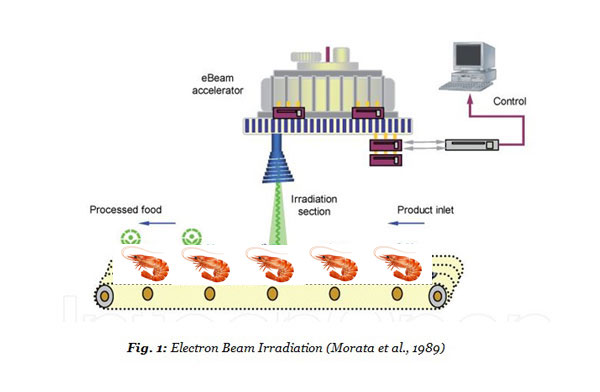 eBeam
accelerator
Control
Irradiation
section
Processed food
Product inlet
Fig. 1: Electron Beam Irradiation (Morata et al., 1989)